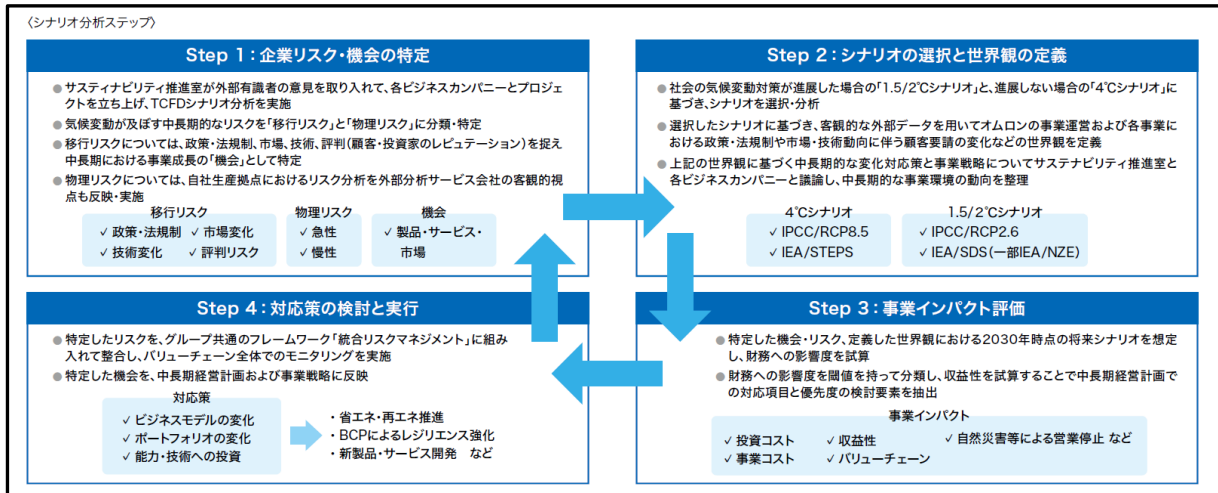 〈シナリオ分析ステップ〉
Step 1：企業リスク・機会の特定
● サスティナビリティ推進室が外部有識者の意見を取り入れて、各ビジネスカンパニーとプロジェ
クトを立ち上げ、TCFDシナリオ分析を実施
● 気候変動が及ぼす中長期的なリスクを「移行リスク」と「物理リスク」に分類・特定
● 移行リスクについては、政策・法規制、市場、技術、評判（顧客・投資家のレピュテーション）を捉え
中長期における事業成長の「機会」として特定
● 物理リスクについては、自社生産拠点におけるリスク分析を外部分析サービス会社の客観的視
点も反映・実施
移行リスク
✓ 政策・法規制 ✓ 市場変化
✓ 技術変化 ✓ 評判リスク
物理リスク
✓ 急性
✓ 慢性
機会
✓ 製品・サービス・
市場
Step 2：シナリオの選択と世界観の定義
● 社会の気候変動対策が進展した場合の「1.5/2℃シナリオ」と、進展しない場合の「4℃シナリオ」に
基づき、シナリオを選択・分析
● 選択したシナリオに基づき、客観的な外部データを用いてオムロンの事業運営および各事業に
おける政策・法規制や市場・技術動向に伴う顧客要請の変化などの世界観を定義
● 上記の世界観に基づく中長期的な変化対応策と事業戦略についてサステナビリティ推進室と
各ビジネスカンパニーと議論し、中長期的な事業環境の動向を整理
4℃シナリオ
✓ IPCC/RCP8.5
✓ IEA/STEPS
1.5/2℃シナリオ
✓ IPCC/RCP2.6
✓ IEA/SDS（一部IEA/NZE）
Step 3：事業インパクト評価
● 特定した機会・リスク、定義した世界観における2030年時点の将来シナリオを想定
し、財務への影響度を試算
● 財務への影響度を閾値を持って分類し、収益性を試算することで中長期経営計画で
の対応項目と優先度の検討要素を抽出
事業インパクト
✓ 投資コスト ✓ 収益性 ✓ 自然災害等による営業停止 など
✓ 事業コスト ✓ バリューチェーン
Step 4：対応策の検討と実行
● 特定したリスクを、グループ共通のフレームワーク「統合リスクマネジメント」に組み
入れて整合し、バリューチェーン全体でのモニタリングを実施
● 特定した機会を、中長期経営計画および事業戦略に反映
対応策
✓ ビジネスモデルの変化
✓ ポートフォリオの変化
✓ 能力・技術への投資
・省エネ・再エネ推進
・BCPによるレジリエンス強化
・新製品・サービス開発 など